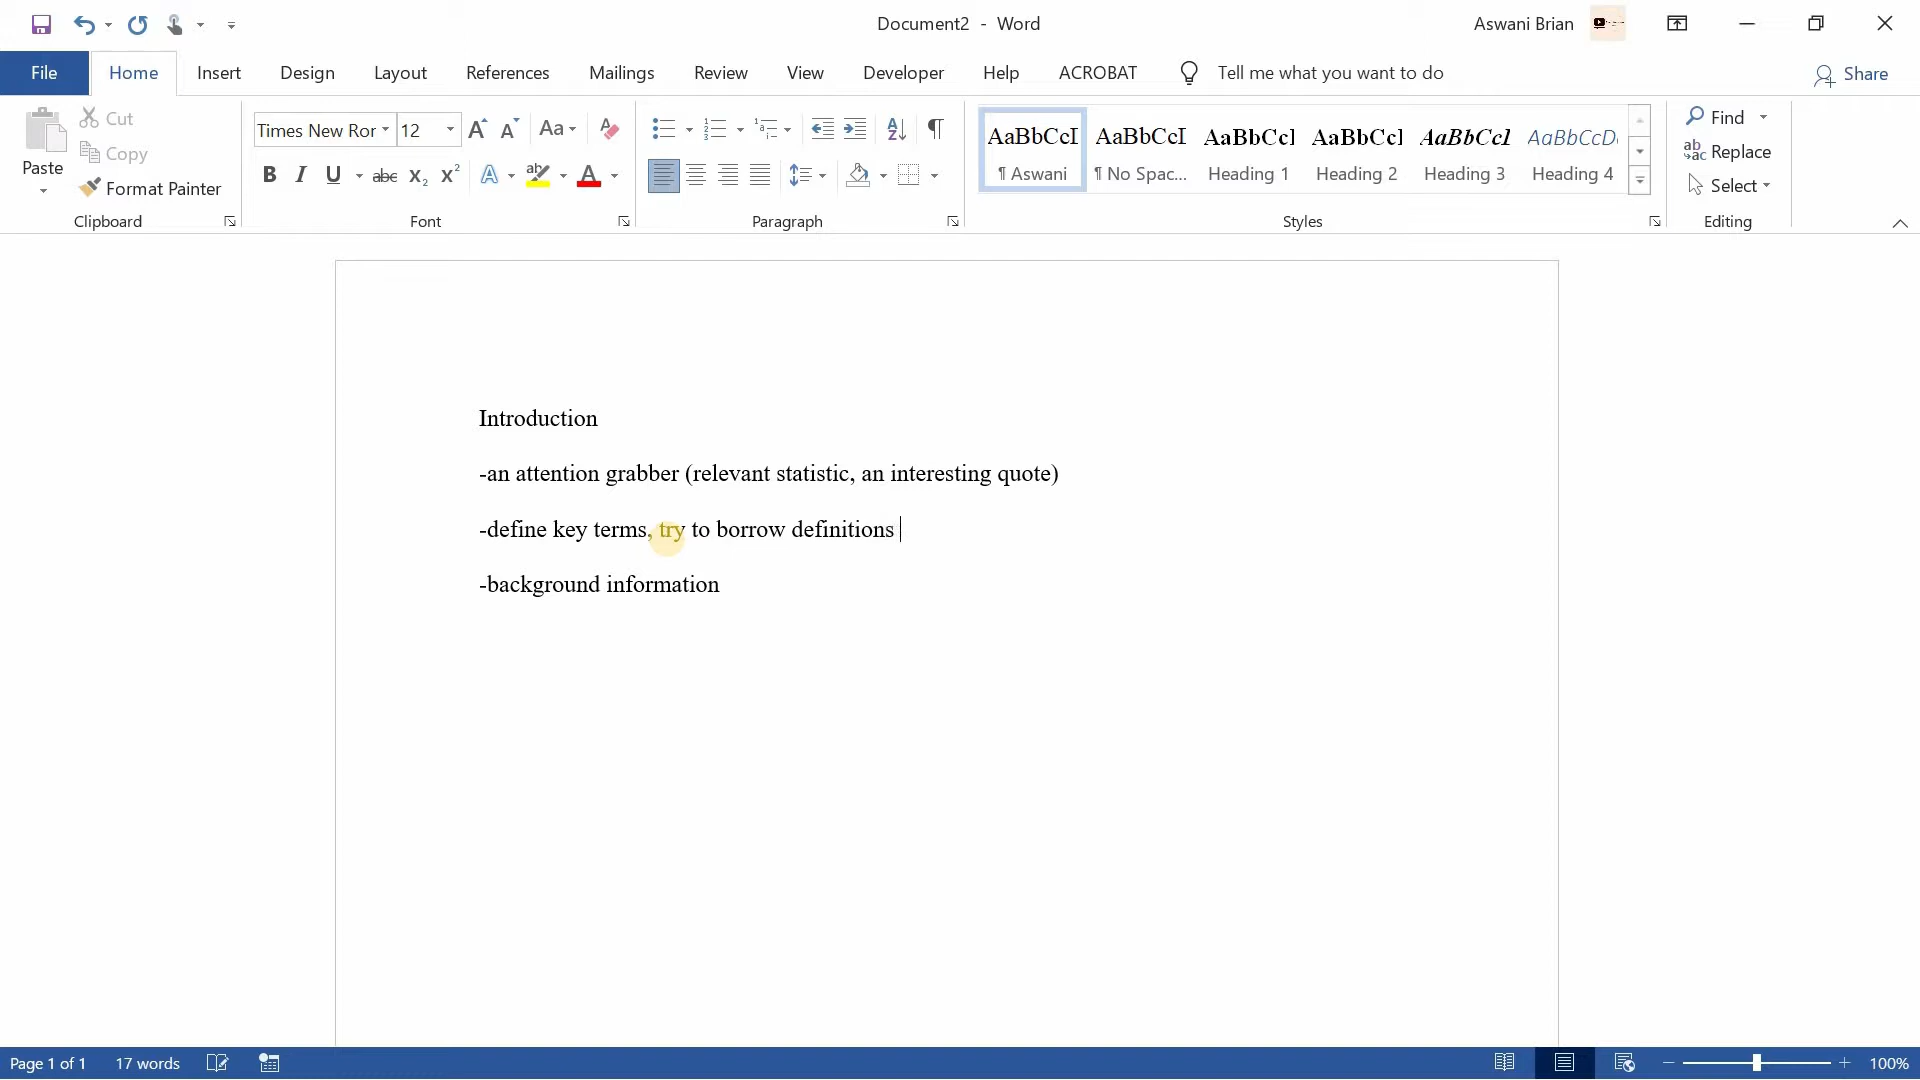 Document2 - Word
Aswani Brian
File
Home
Insert
Design
Layout
References
Mailings
Review
View
Developer
Help
ACROBAT
Tell me what you want to do
Share
Paste
Cut
Copy
Format Painter
Clipboard
Times New Ror
12
Font
Paragraph
AaBbCcI
AaBbCcI
AaBbCcI
AaBbCcI
AaBbCcI
AaBbCcD
¶ Aswani
¶ No Spac...
Heading 1
Heading 2
Heading 3
Heading 4
Styles
Find
Replace
Select
Editing
Introduction
-an attention grabber (relevant statistic, an interesting quote)
-define key terms, try to borrow definitions
-background information
Page 1 of 1
17 words
100%